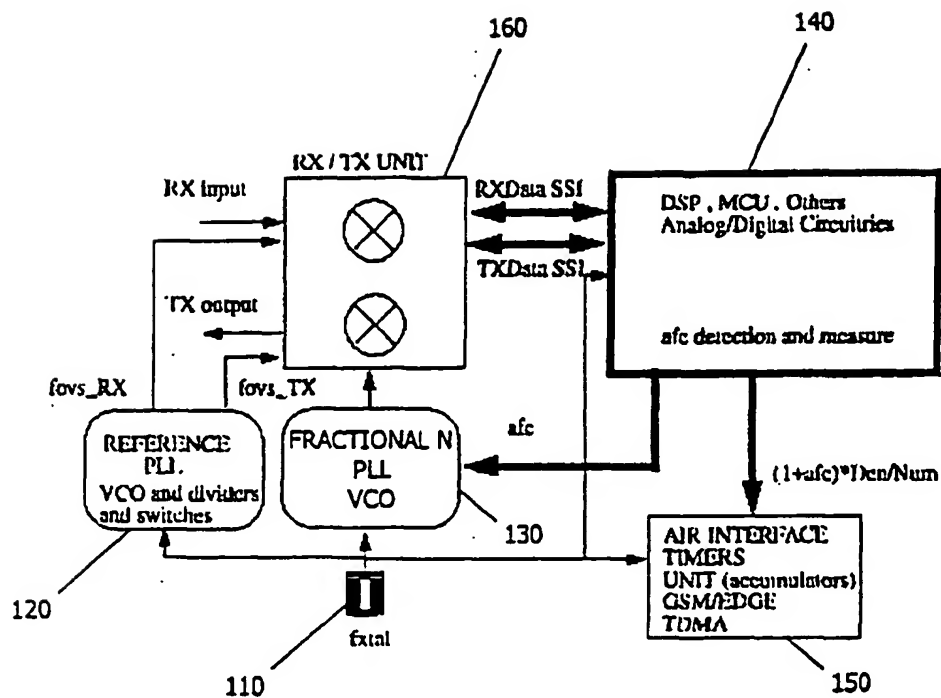 160
140
RX / TX UNIT
RX input
RXData SSI
DSP, MCU, Others
Analog/Digital Circuitries
TXData SSI
TX output
afc detection and measure
fovs_RX
fovs_TX
REFERENCE
PLL
VCO and dividers
and switches
FRACTIONAL N
PLL
VCO
afc
(1+afc)*Den/Num
130
AIR INTERFACE
TIMERS
UNIT (accumulators)
GSM/EDGE
TDMA
120
fxtal
110
150